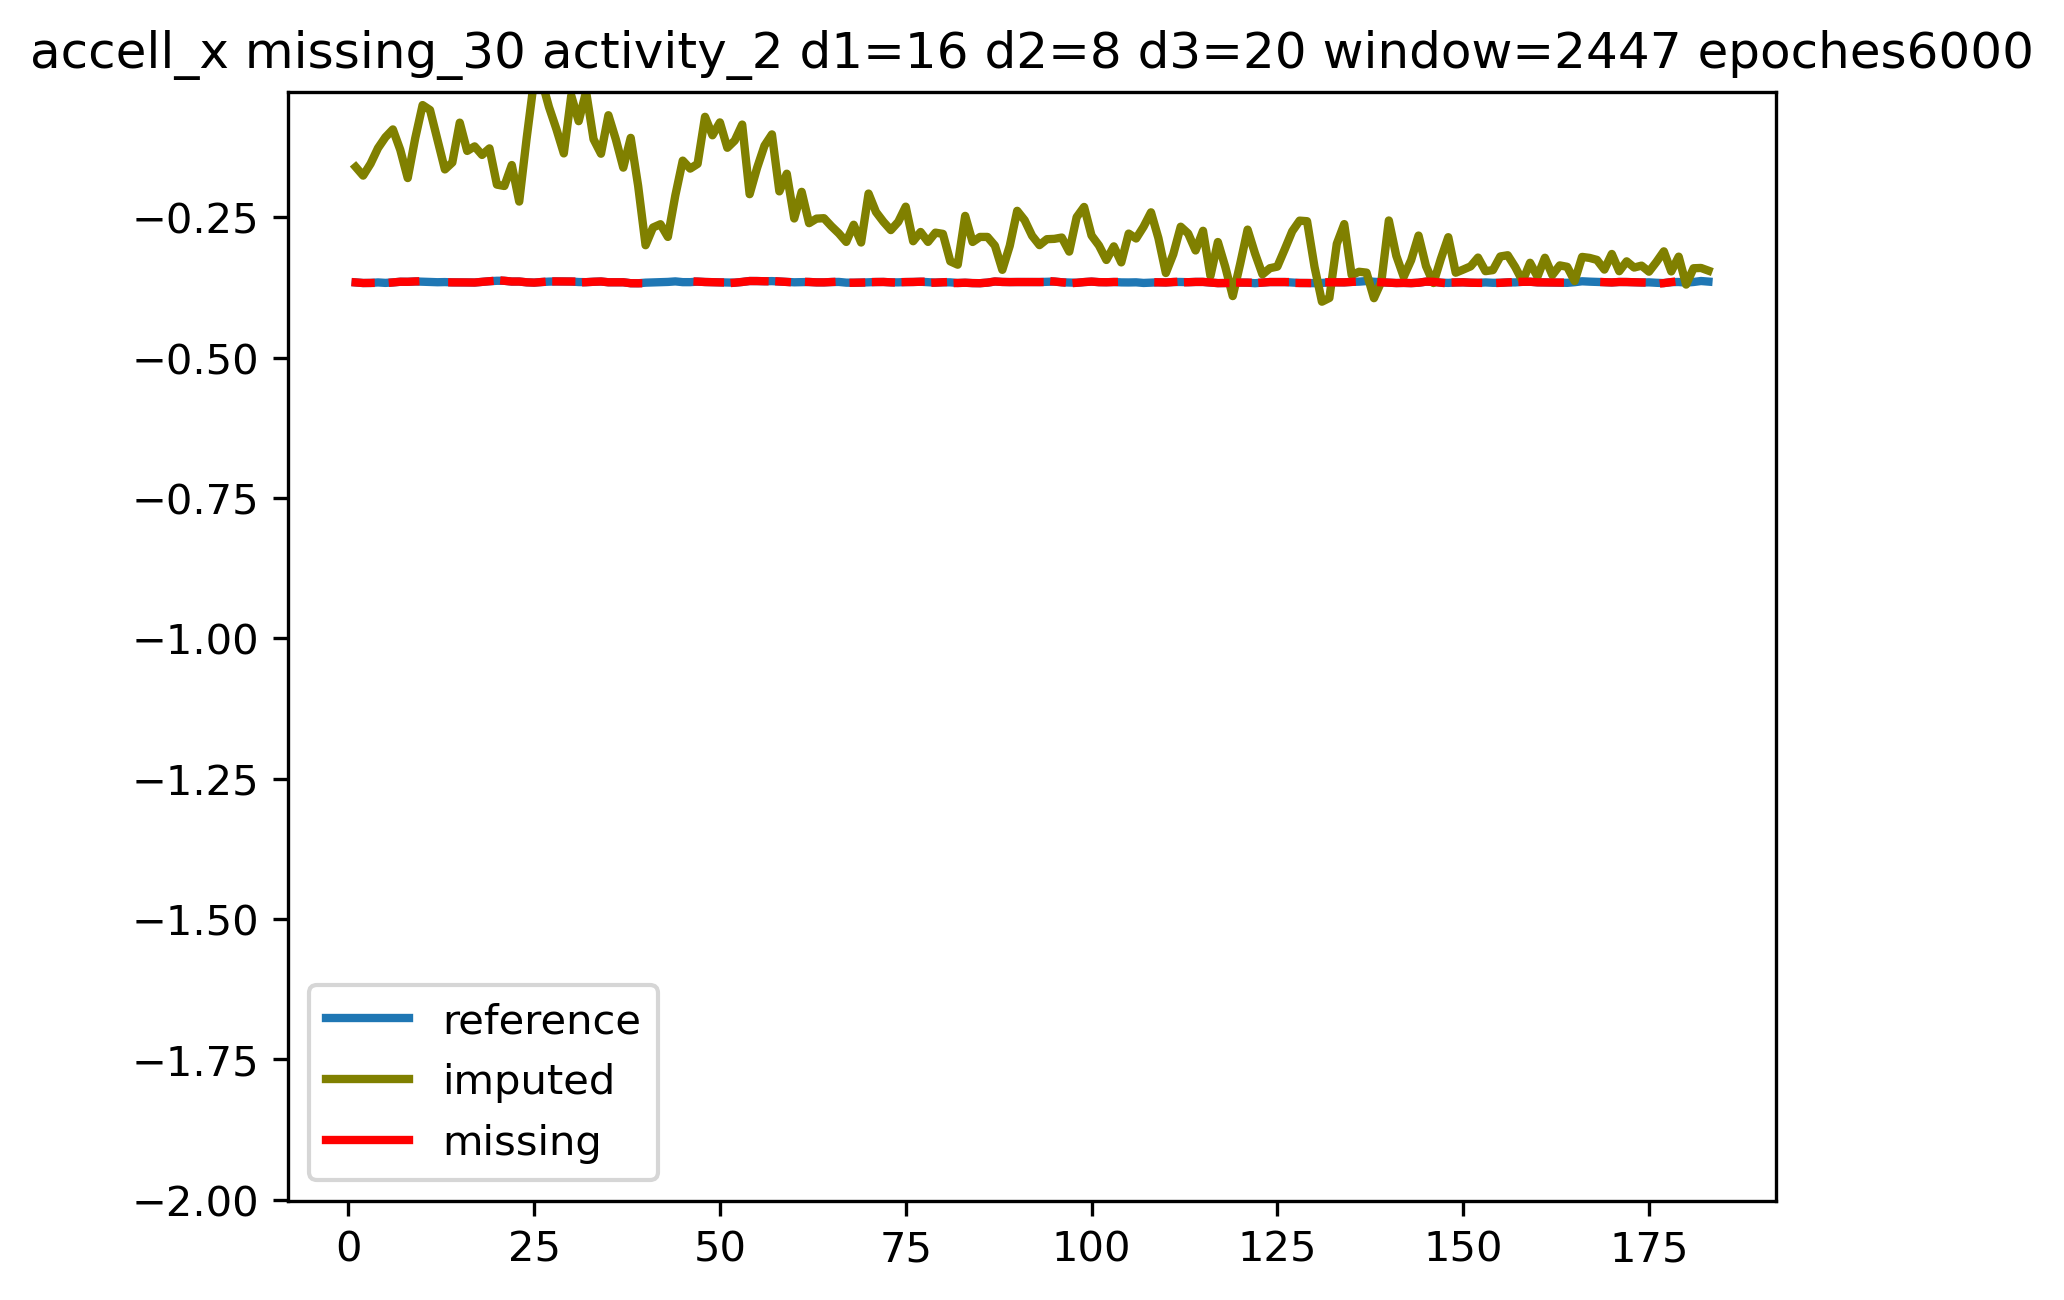 accell_x missing_30 activity_2 d1=16 d2=8 d3=20 window=2447 epoches6000
−0.25
−0.50
−0.75
−1.00
−1.25
−1.50
−1.75
−2.00
reference
imputed
missing
0 25 50 75 100 125 150 175